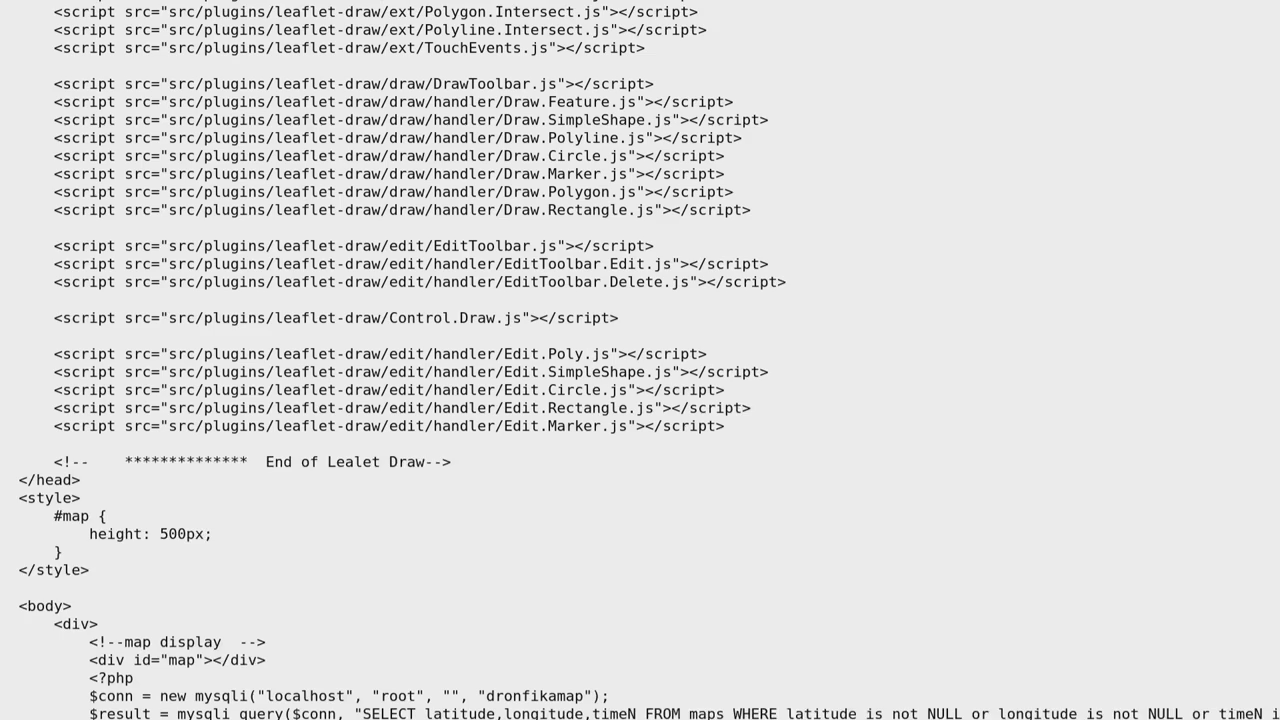 <script src="src/plugins/leaflet-draw/ext/Polygon.Intersect.js"></script>
<script src="src/plugins/leaflet-draw/ext/Polyline.Intersect.js"></script>
<script src="src/plugins/leaflet-draw/ext/TouchEvents.js"></script>
<script src="src/plugins/leaflet-draw/draw/DrawToolbar.js"></script>
<script src="src/plugins/leaflet-draw/draw/handler/Draw.Feature.js"></script>
<script src="src/plugins/leaflet-draw/draw/handler/Draw.SimpleShape.js"></script>
<script src="src/plugins/leaflet-draw/draw/handler/Draw.Polyline.js"></script>
<script src="src/plugins/leaflet-draw/draw/handler/Draw.Circle.js"></script>
<script src="src/plugins/leaflet-draw/draw/handler/Draw.Marker.js"></script>
<script src="src/plugins/leaflet-draw/draw/handler/Draw.Polygon.js"></script>
<script src="src/plugins/leaflet-draw/draw/handler/Draw.Rectangle.js"></script>
<script src="src/plugins/leaflet-draw/edit/EditToolbar.js"></script>
<script src="src/plugins/leaflet-draw/edit/handler/EditToolbar.Edit.js"></script>
<script src="src/plugins/leaflet-draw/edit/handler/EditToolbar.Delete.js"></script>
<script src="src/plugins/leaflet-draw/Control.Draw.js"></script>
<script src="src/plugins/leaflet-draw/edit/handler/Edit.Poly.js"></script>
<script src="src/plugins/leaflet-draw/edit/handler/Edit.SimpleShape.js"></script>
<script src="src/plugins/leaflet-draw/edit/handler/Edit.Circle.js"></script>
<script src="src/plugins/leaflet-draw/edit/handler/Edit.Rectangle.js"></script>
<script src="src/plugins/leaflet-draw/edit/handler/Edit.Marker.js"></script>
<!--    **************  End of Lealet Draw-->
</head>
<style>
#map {
height: 500px;
}
</style>
<body>
<div>
<!--map display  -->
<div id="map"></div>
<?php
$conn = new mysqli("localhost", "root", "", "dronfikamap");
$result = mysqli_query($conn, "SELECT latitude,longitude,timeN FROM maps WHERE latitude is not NULL or longitude is not NULL or timeN i